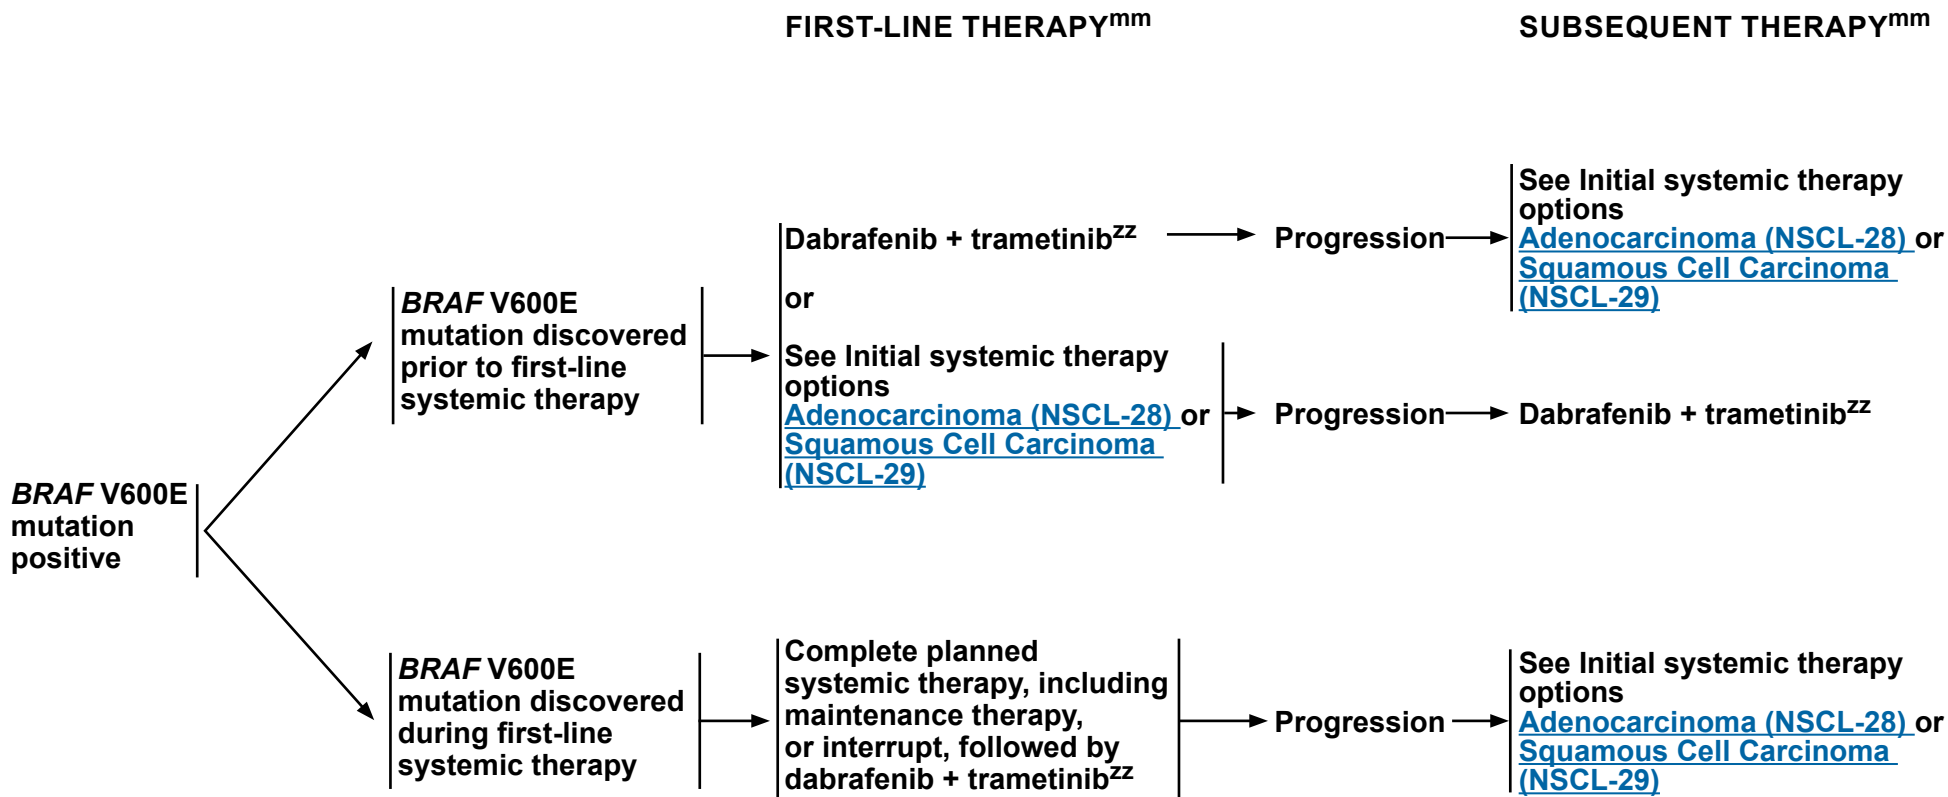 FIRST-LINE THERAPYmm
SUBSEQUENT THERAPYmm
BRAF V600E
mutation
positive
BRAF V600E
mutation discovered
prior to first-line
systemic therapy
Dabrafenib + trametinibzz
or
See Initial systemic therapy
options
Adenocarcinoma (NSCL-28) or
Squamous Cell Carcinoma
(NSCL-29)
Progression
See Initial systemic therapy
options
Adenocarcinoma (NSCL-28) or
Squamous Cell Carcinoma
(NSCL-29)
Progression
Dabrafenib + trametinibzz
BRAF V600E
mutation discovered
during first-line
systemic therapy
Complete planned
systemic therapy, including
maintenance therapy,
or interrupt, followed by
dabrafenib + trametinibzz
Progression
See Initial systemic therapy
options
Adenocarcinoma (NSCL-28) or
Squamous Cell Carcinoma
(NSCL-29)